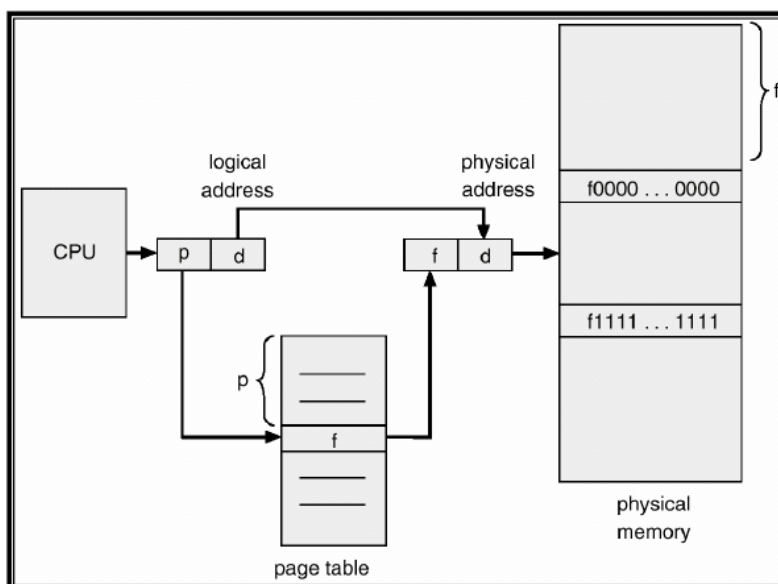 f
logical
address
physical
address
f0000 . . . 0000
CPU
p
d
f
d
f1111 . . . 1111
p
f
physical
memory
page table